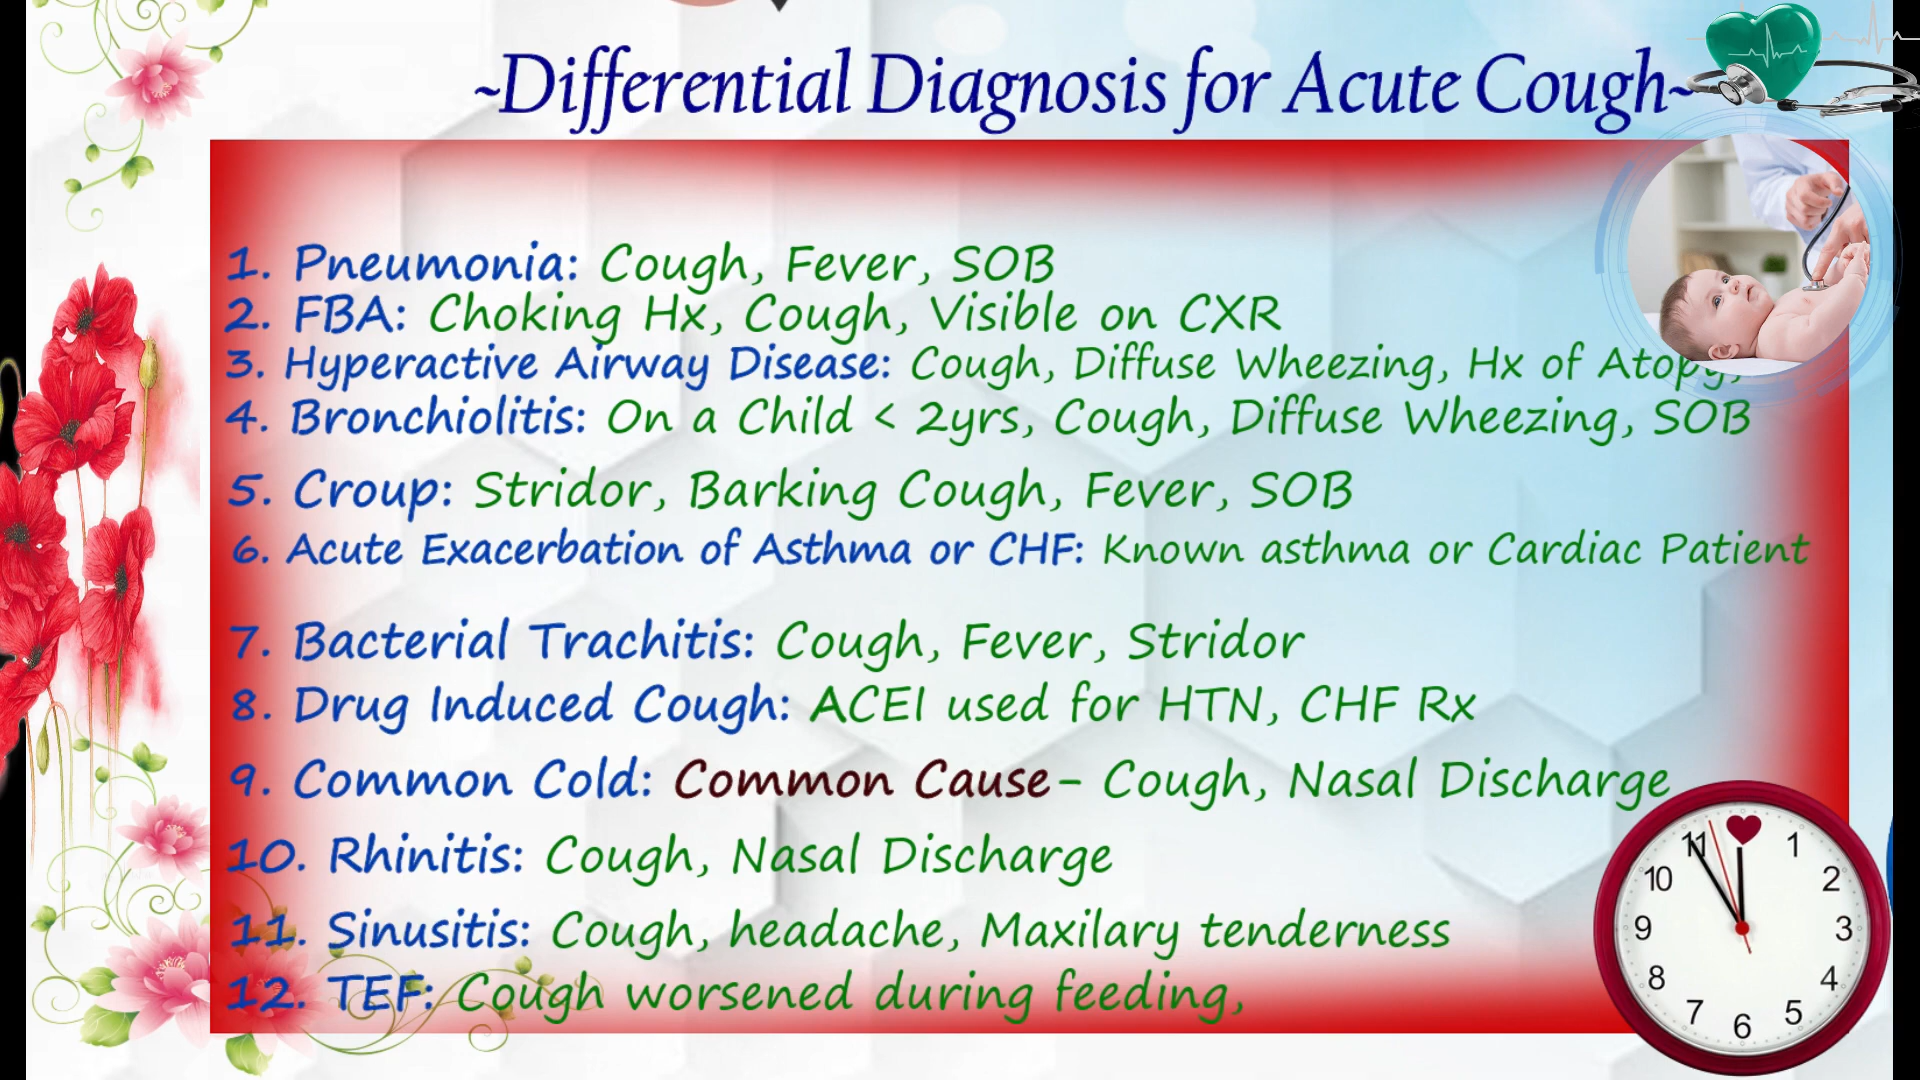 ~Differential Diagnosis for Acute Cough~
1. Pneumonia: Cough, Fever, SOB
2. FBA: Choking Hx, Cough, Visible on CXR
3. Hyperactive Airway Disease: Cough, Diffuse Wheezing, Hx of Atopy,
4. Bronchiolitis: On a Child < 2yrs, Cough, Diffuse Wheezing, SOB
5. Croup: Stridor, Barking Cough, Fever, SOB
6. Acute Exacerbation of Asthma or CHF: Known asthma or Cardiac Patient
7. Bacterial Trachitis: Cough, Fever, Stridor
8. Drug Induced Cough: ACEI used for HTN, CHF Rx
9. Common Cold: Common Cause- Cough, Nasal Discharge
10. Rhinitis: Cough, Nasal Discharge
11. Sinusitis: Cough, headache, Maxilary tenderness
12. TEF: Cough worsened during feeding,
11 1
10 2
9 3
8 4
7 6 5